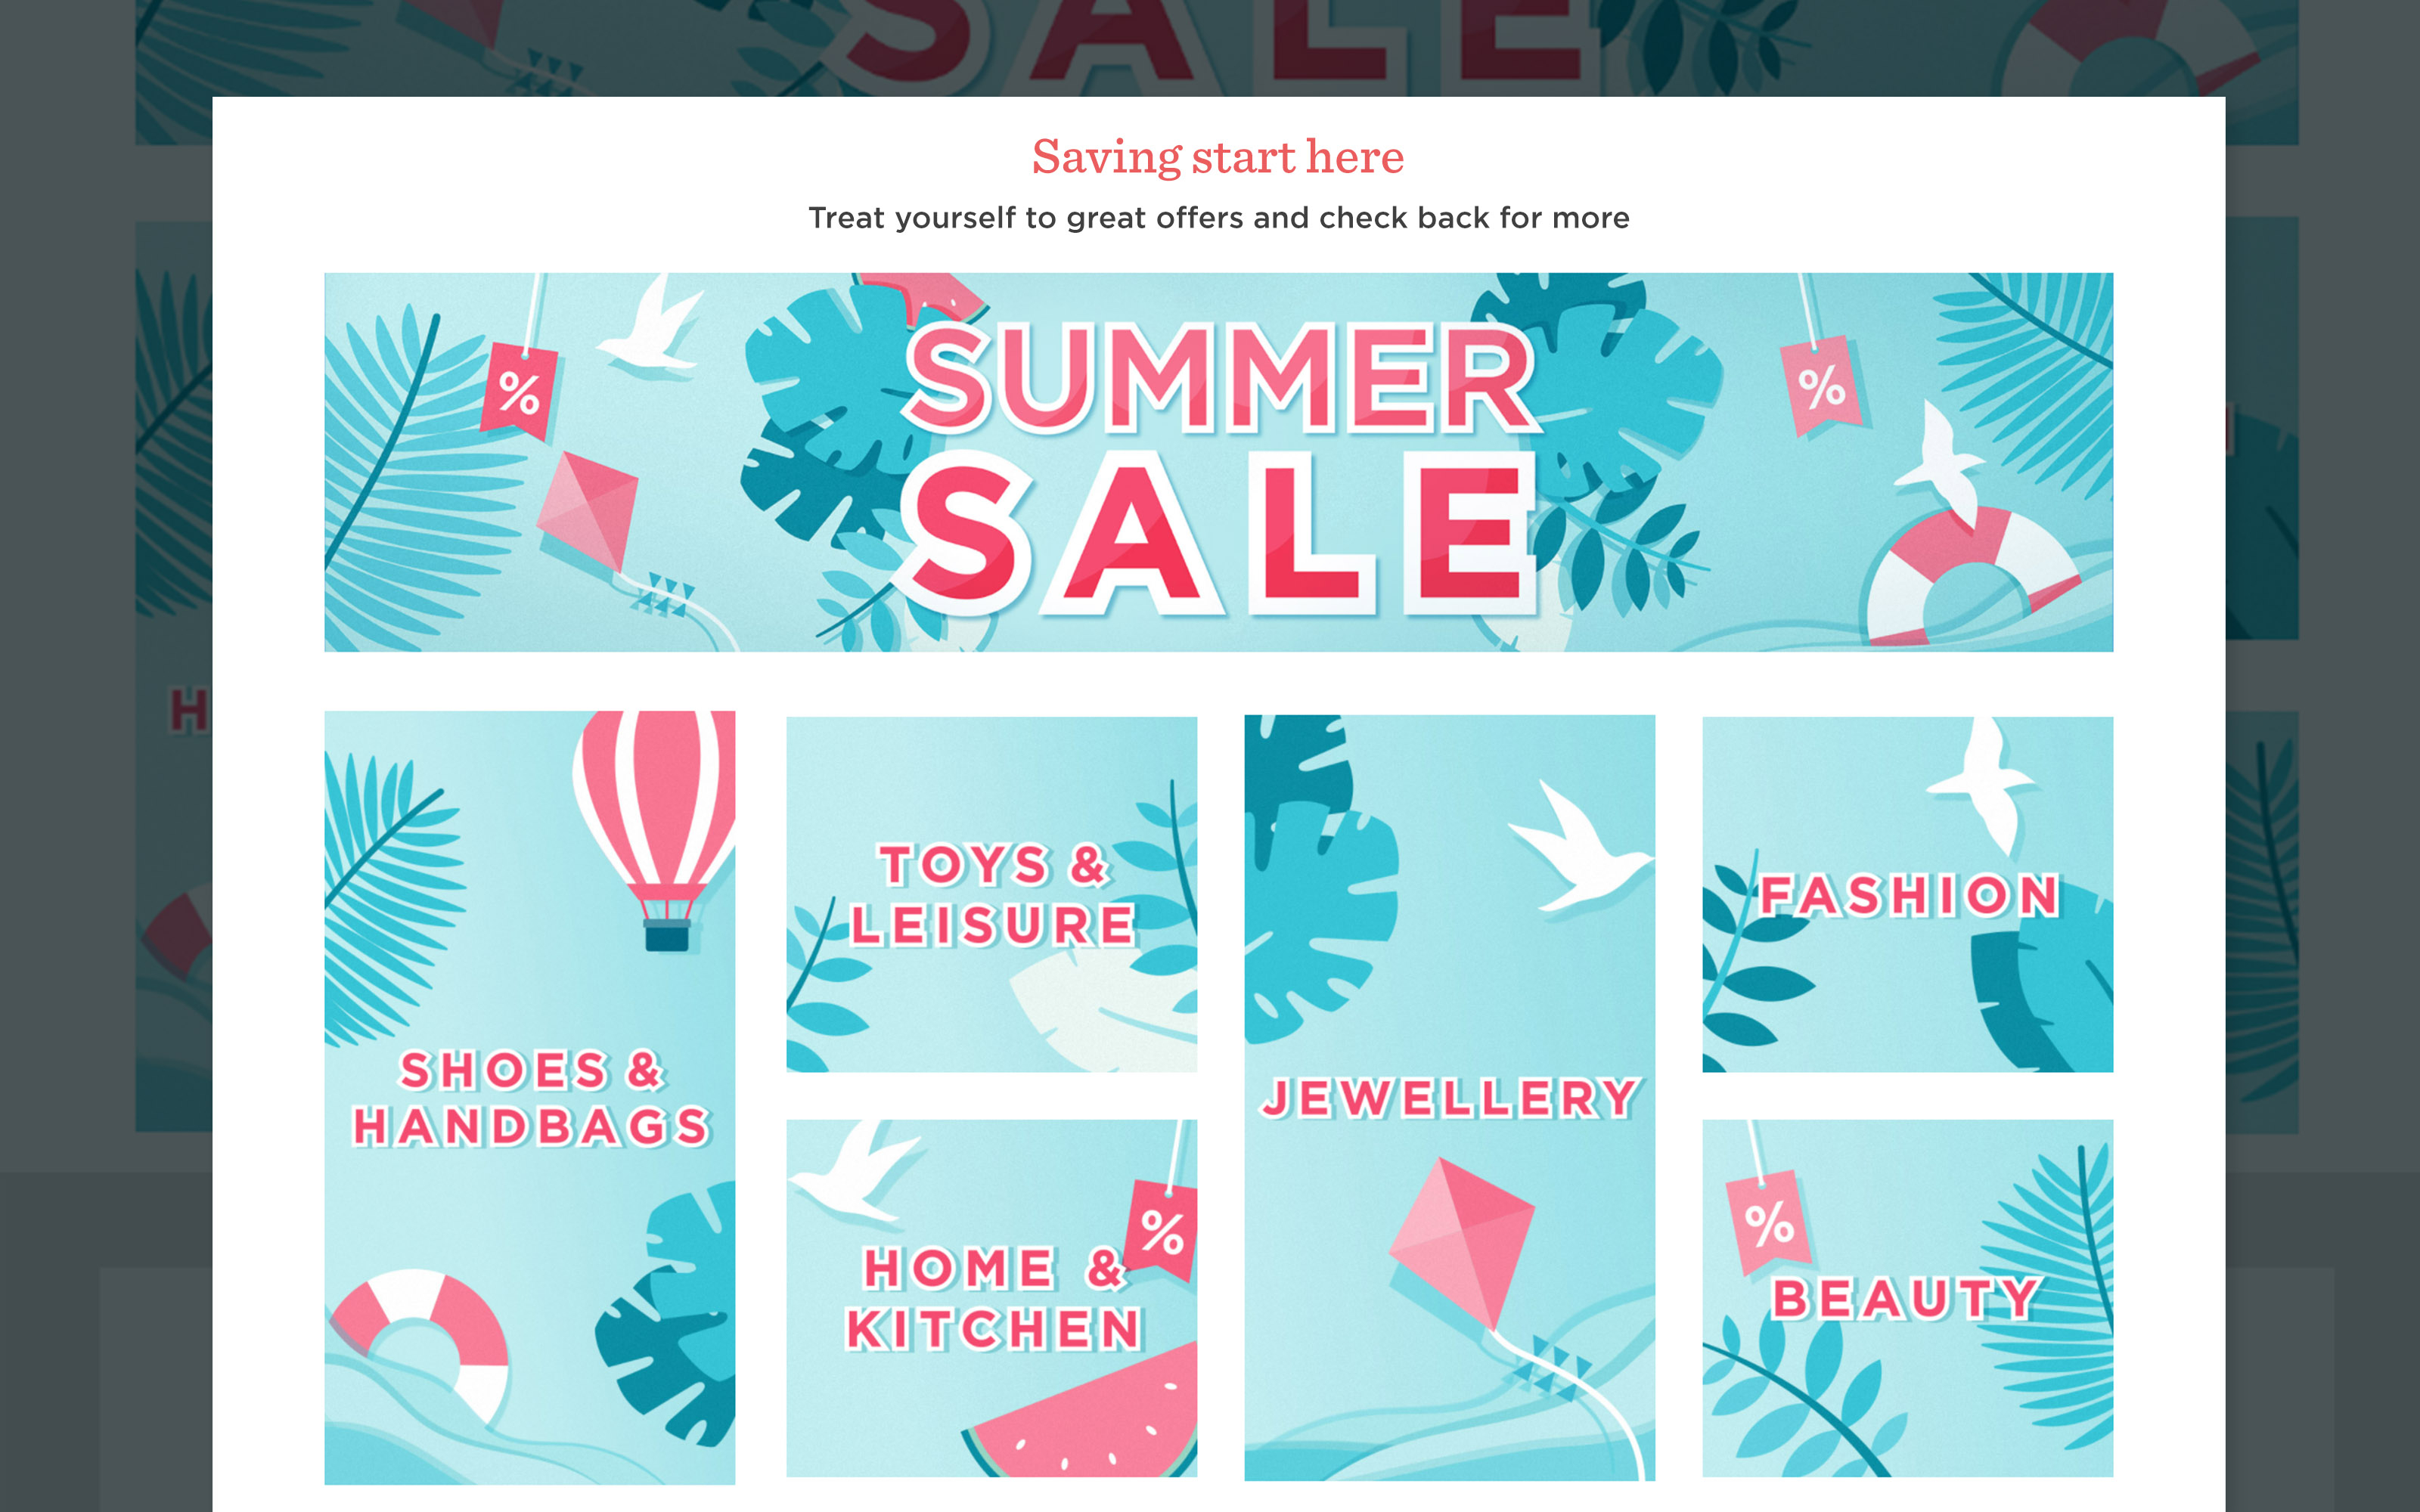 SALE
Saving start here
Treat yourself to great offers and check back for more
%
%
SUMMER
SALE
SHOES &
HANDBAGS
TOYS &
LEISURE
JEWELLERY
FASHION
%
HOME &
KITCHEN
%
BEAUTY
H